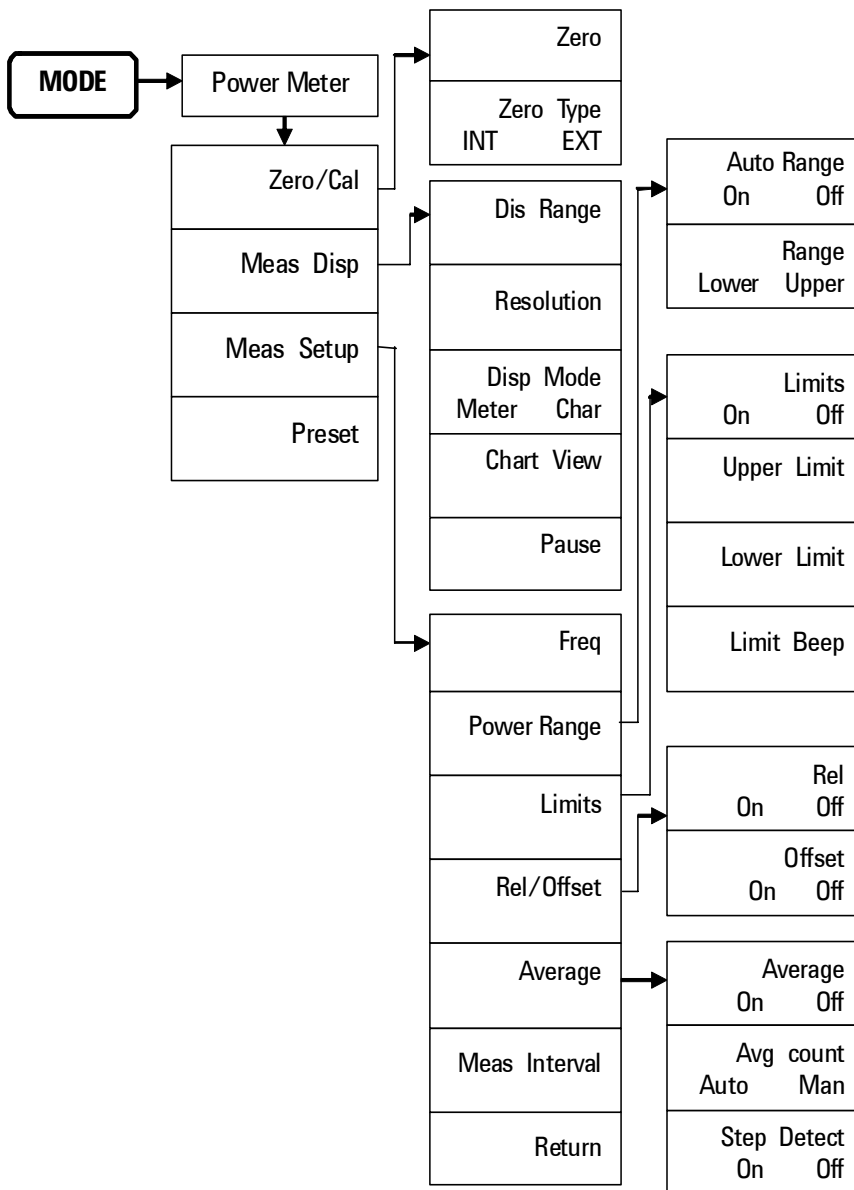 MODE
Power Meter
Zero/Cal
Meas Disp
Meas Setup
Preset
Zero
Zero Type
INT EXT
Dis Range
Resolution
Disp Mode
Meter Char
Chart View
Pause
Freq
Power Range
Limits
Rel/Offset
Average
Meas Interval
Return
Auto Range
On Off
Range
Lower Upper
Limits
On Off
Upper Limit
Lower Limit
Limit Beep
Rel
On Off
Offset
On Off
Average
On Off
Avg count
Auto Man
Step Detect
On Off